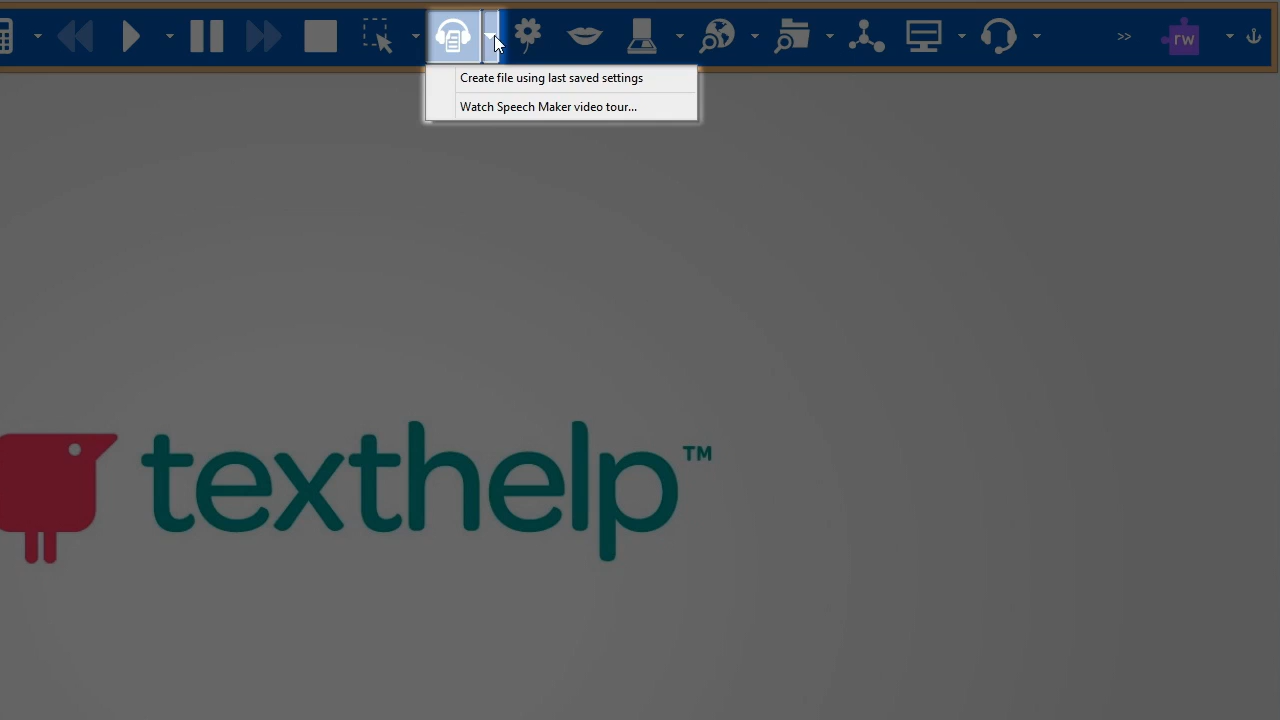 >>
rw
Create file using last saved settings
Watch Speech Maker video tour...
texthelp™